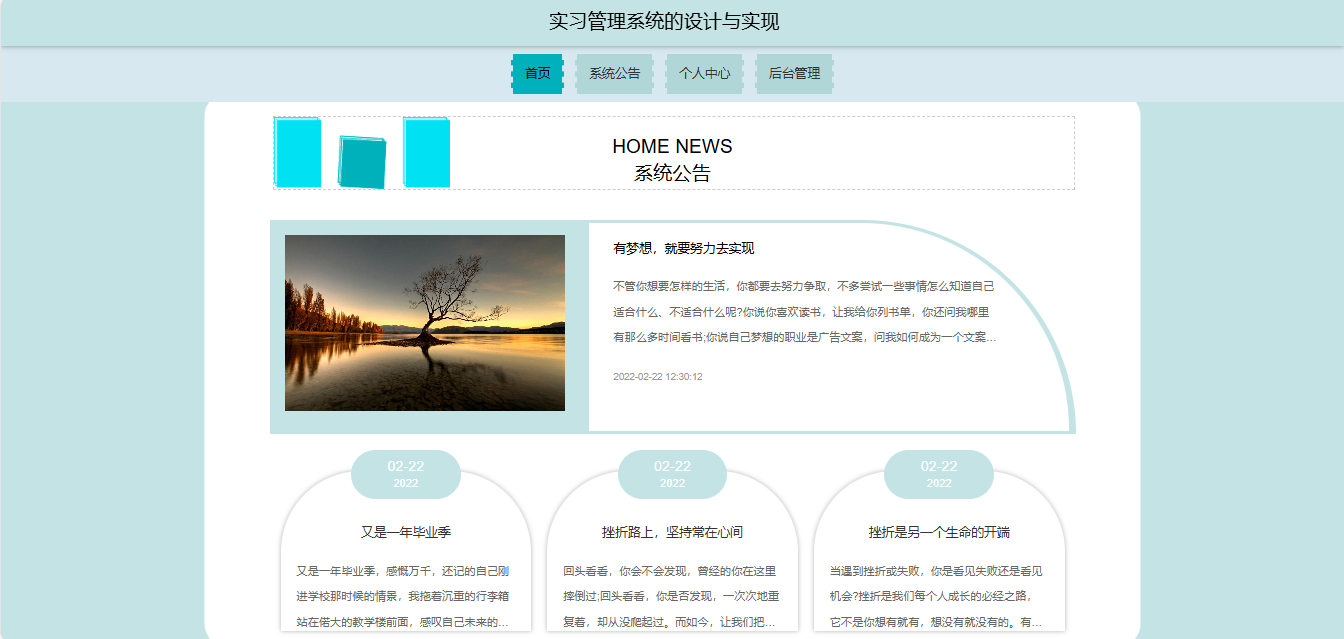 实习管理系统的设计与实现
首页 系统公告 个人中心 后台管理
HOME NEWS
系统公告
有梦想，就要努力去实现
不管你想要怎样的生活，你都要去努力争取，不多尝试一些事情怎么知道自己
适合什么、不适合什么呢?你说你喜欢读书，让我给你列书单，你还问我哪里
有那么多时间看书;你说自己梦想的职业是广告文案，问我如何成为一个文案...
2022-02-22 12:30:12
02-22
2022
又是一年毕业季
又是一年毕业季，感慨万千，还记的自己刚
进学校那时候的情景，我拖着沉重的行李箱
站在偌大的教学楼前面，感叹自己未来的...
02-22
2022
挫折路上，坚持常在心间
回头看看，你会不会发现，曾经的你在这里
摔倒过;回头看看，你是否发现，一次次地重
复着，却从没爬起过。而如今，让我们把...
02-22
2022
挫折是另一个生命的开端
当遇到挫折或失败，你是看见失败还是看见
机会?挫折是我们每个人成长的必经之路，
它不是你想有就有，想没有就没有的。有...